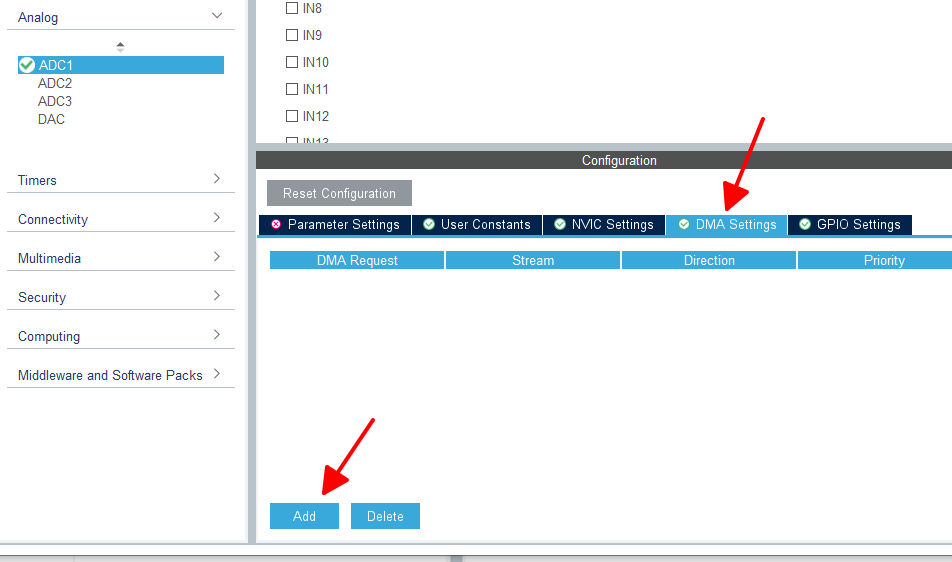 Analog
ADC1
ADC2
ADC3
DAC
Timers
Connectivity
Multimedia
Security
Computing
Middleware and Software Packs
IN8
IN9
IN10
IN11
IN12
IN13
Configuration
Reset Configuration
Parameter Settings User Constants NVIC Settings DMA Settings GPIO Settings
DMA Request Stream Direction Priority
Add Delete